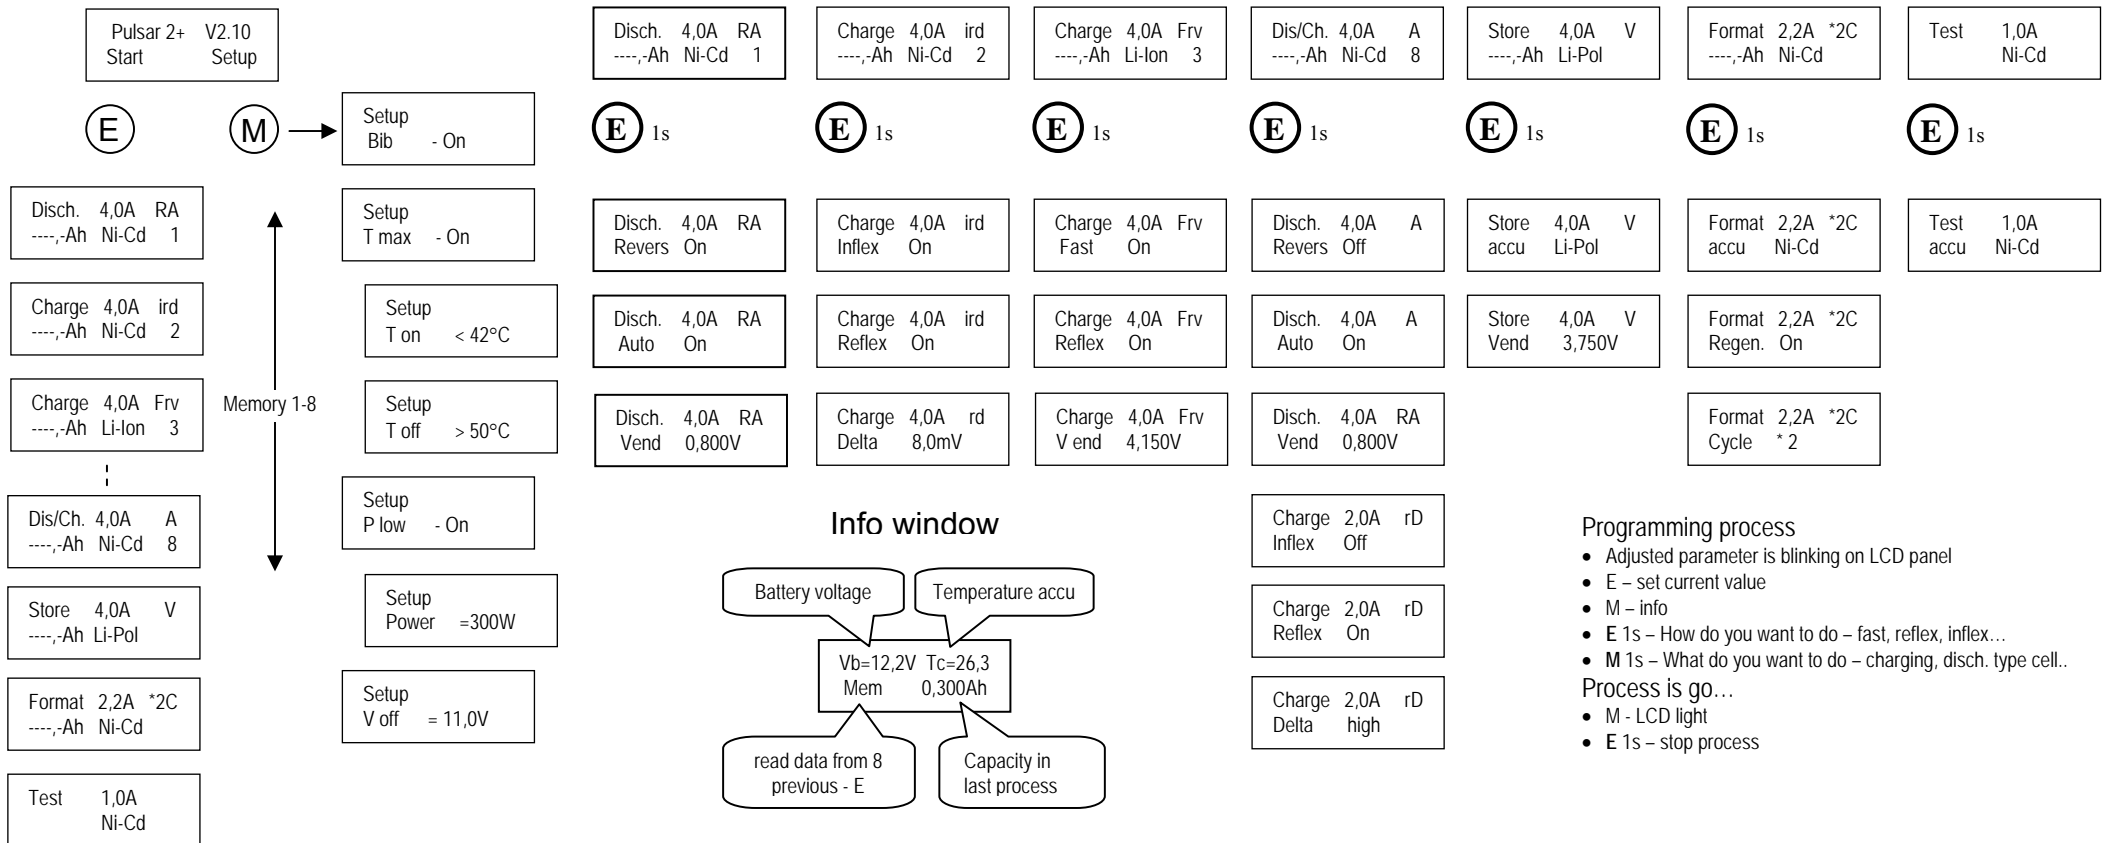 Pulsar 2+ V2.10
Start Setup
E
M
Disch. 4,0A RA
----,-Ah Ni-Cd 1
Charge 4,0A ird
----,-Ah Ni-Cd 2
Charge 4,0A Frv
----,-Ah Li-Ion 3
Dis/Ch. 4,0A A
----,-Ah Ni-Cd 8
Store 4,0A V
----,-Ah Li-Pol
Format 2,2A *2C
----,-Ah Ni-Cd
Test 1,0A
Ni-Cd
Memory 1-8
Setup
Bib - On
Setup
T max - On
Setup
T on < 42°C
Setup
T off > 50°C
Setup
P low - On
Setup
Power =300W
Setup
V off = 11,0V
Disch. 4,0A RA
----,-Ah Ni-Cd 1
E 1s
Disch. 4,0A RA
Revers On
Disch. 4,0A RA
Auto On
Disch. 4,0A RA
Vend 0,800V
Charge 4,0A ird
----,-Ah Ni-Cd 2
E 1s
Charge 4,0A ird
Inflex On
Charge 4,0A ird
Reflex On
Charge 4,0A rd
Delta 8,0mV
Charge 4,0A Frv
----,-Ah Li-Ion 3
E 1s
Charge 4,0A Frv
Fast On
Charge 4,0A Frv
Reflex On
Charge 4,0A Frv
V end 4,150V
Dis/Ch. 4,0A A
----,-Ah Ni-Cd 8
E 1s
Disch. 4,0A A
Revers Off
Disch. 4,0A A
Auto On
Disch. 4,0A RA
Vend 0,800V
Charge 2,0A rD
Inflex Off
Charge 2,0A rD
Reflex On
Charge 2,0A rD
Delta high
Store 4,0A V
----,-Ah Li-Pol
E 1s
Store 4,0A V
accu Li-Pol
Store 4,0A V
Vend 3,750V
Format 2,2A *2C
----,-Ah Ni-Cd
E 1s
Format 2,2A *2C
accu Ni-Cd
Format 2,2A *2C
Regen. On
Format 2,2A *2C
Cycle * 2
Test 1,0A
Ni-Cd
E 1s
Test 1,0A
accu Ni-Cd
Info window
Battery voltage
Temperature accu
Vb=12,2V Tc=26,3
Mem 0,300Ah
read data from 8
previous - E
Capacity in
last process
Programming process
• Adjusted parameter is blinking on LCD panel
• E – set current value
• M – info
• E 1s – How do you want to do – fast, reflex, inflex…
• M 1s – What do you want to do – charging, disch. type cell..
Process is go…
• M - LCD light
• E 1s – stop process